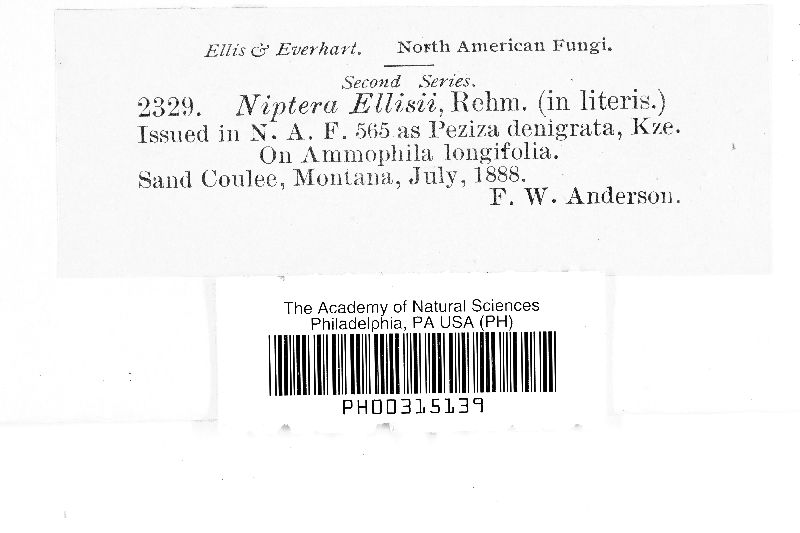 Ellis & Everhart. North American Fungi.
Second Series.
2329. Niptera Ellisii, Rehm. (in literis.)
Issued in N. A. F. 565 as Peziza denigrata, Kze.
On Ammophila longifolia.
Sand Coulee, Montana, July, 1888.
F. W. Anderson.
The Academy of Natural Sciences
Philadelphia, PA USA (PH)
PH00315139